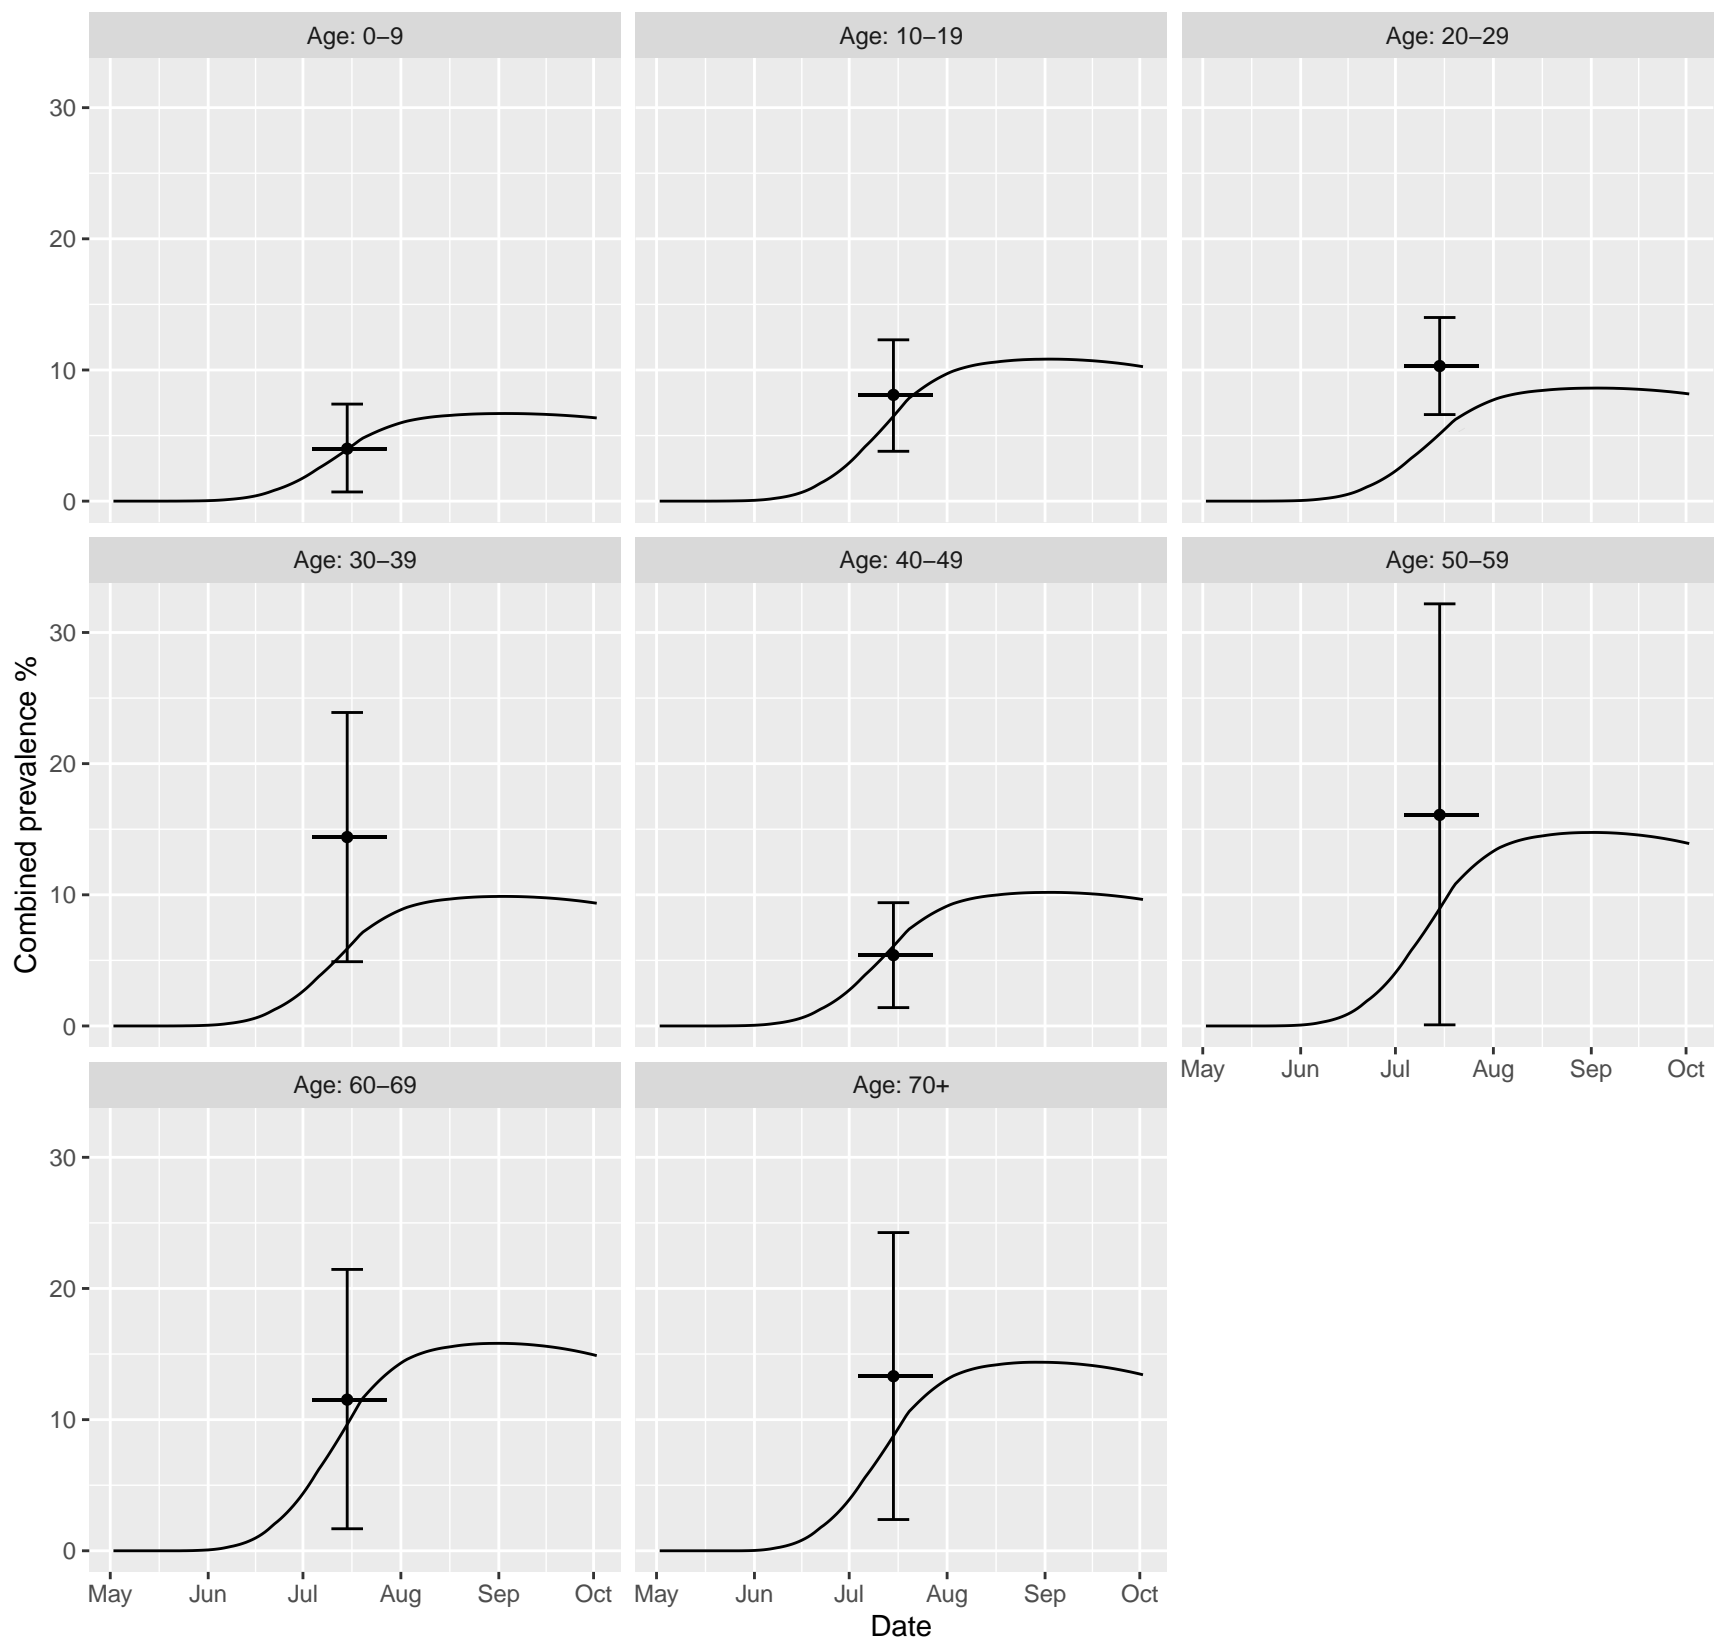 Age: 0–9
Age: 10–19
Age: 20–29
30
20
10
0
Age: 30–39
Age: 40–49
Age: 50–59
Combined prevalence %
30
20
10
0
May Jun Jul Aug Sep Oct
Age: 60–69
Age: 70+
30
20
10
0
May Jun Jul Aug Sep Oct
May Jun Jul Aug Sep Oct
Date